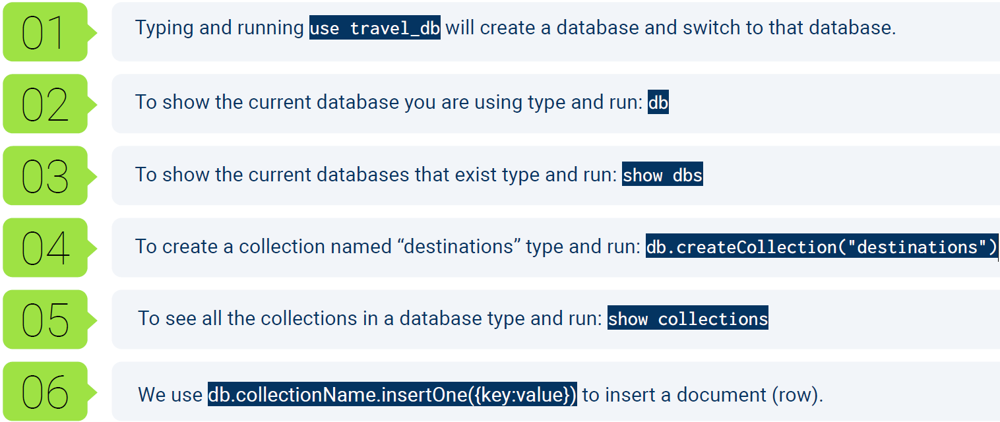 01
Typing and running use travel_db will create a database and switch to that database.
02
To show the current database you are using type and run: db
03
To show the current databases that exist type and run: show dbs
04
To create a collection named “destinations” type and run: db.createCollection("destinations")
05
To see all the collections in a database type and run: show collections
06
We use db.collectionName.insertOne({key:value}) to insert a document (row).